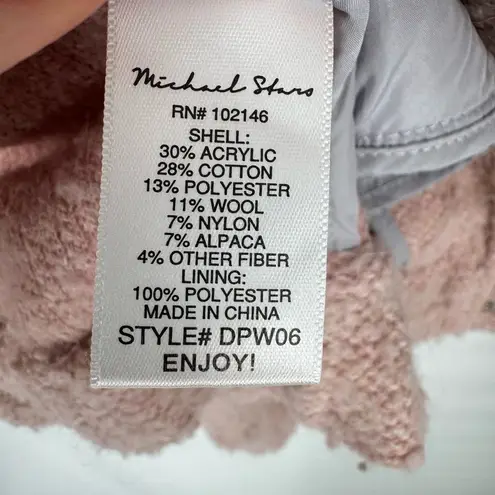 Michael Stars
RN# 102146
SHELL:
30% ACRYLIC
28% COTTON
13% POLYESTER
11% WOOL
7% NYLON
7% ALPACA
4% OTHER FIBER
LINING:
100% POLYESTER
MADE IN CHINA
STYLE# DPW06
ENJOY!